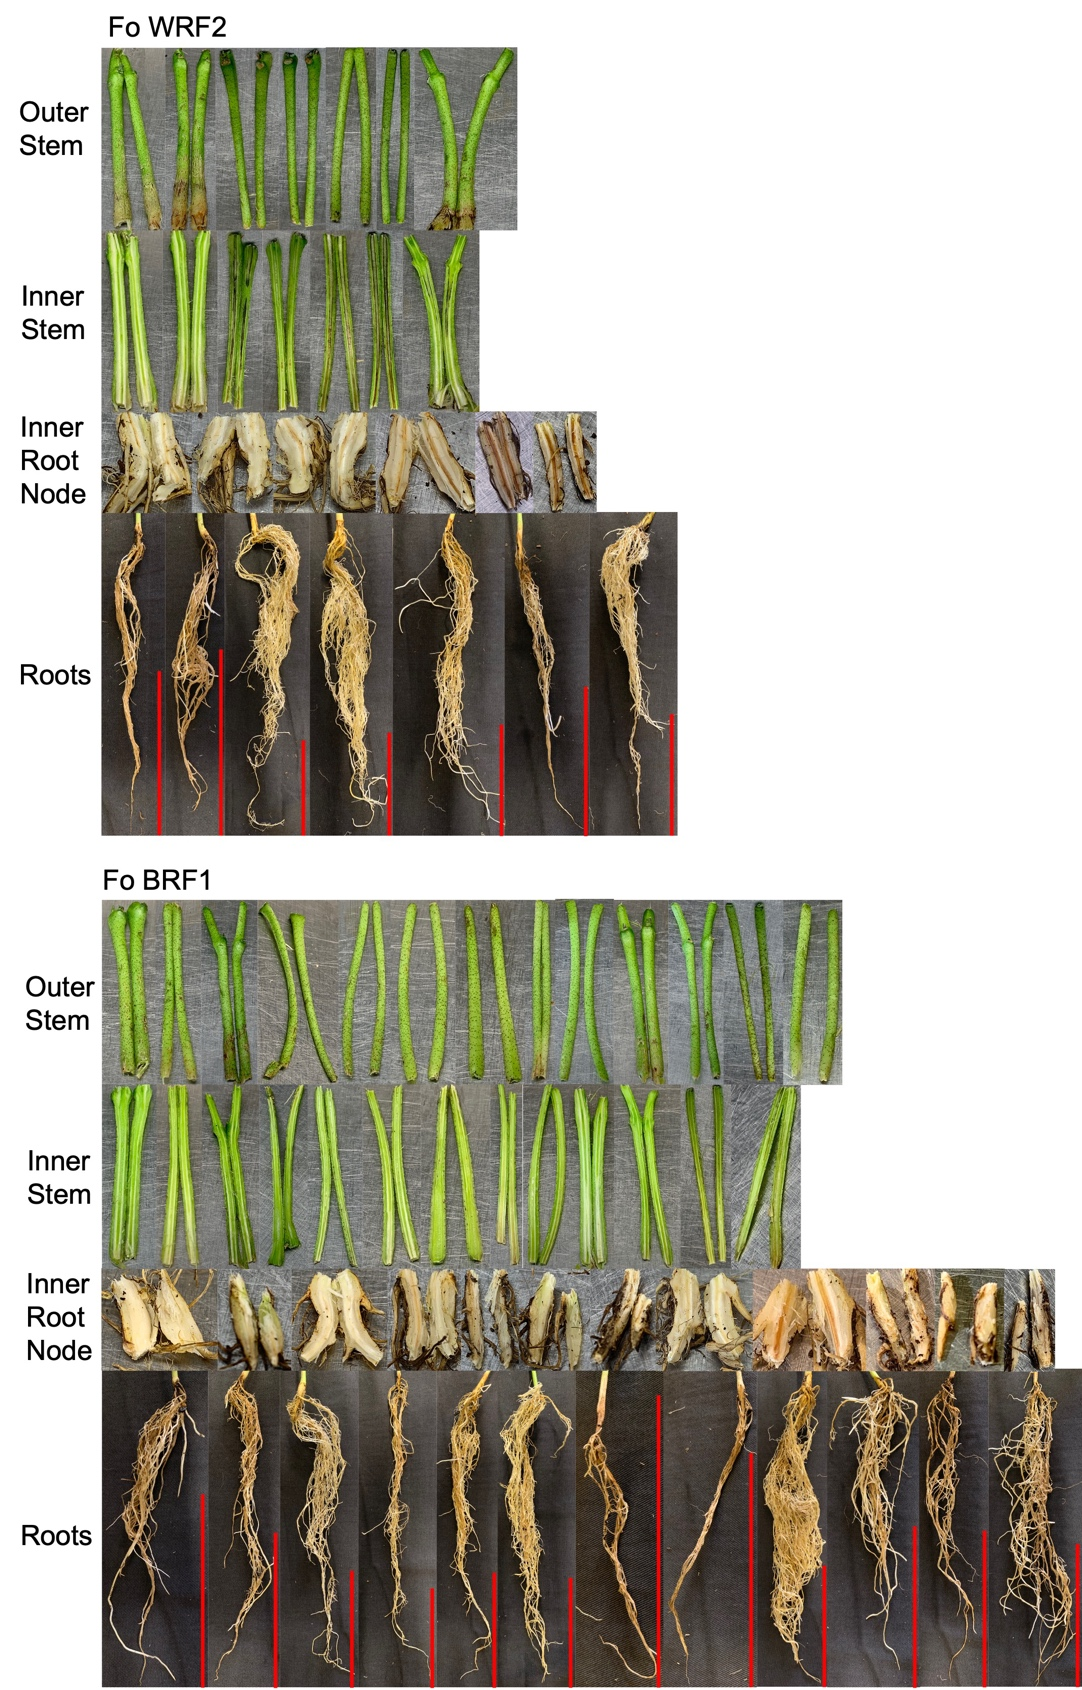 Fo WRF2
Outer
Stem
Inner
Stem
Inner
Root
Node
Roots
Fo BRF1
Outer
Stem
Inner
Stem
Inner
Root
Node
Roots